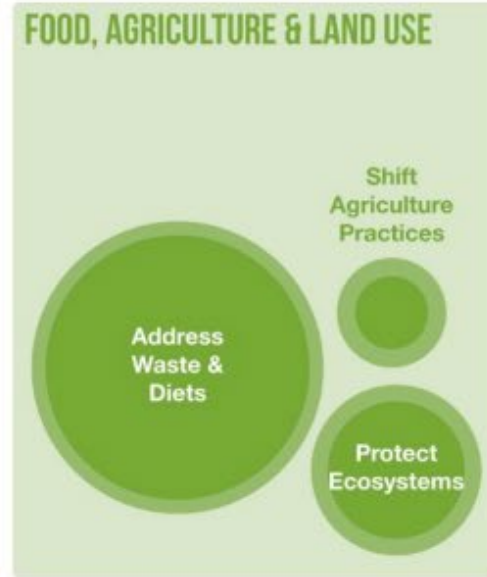 FOOD, AGRICULTURE & LAND USE
Shift
Agriculture
Practices
Address
Waste &
Diets
Protect
Ecosystems